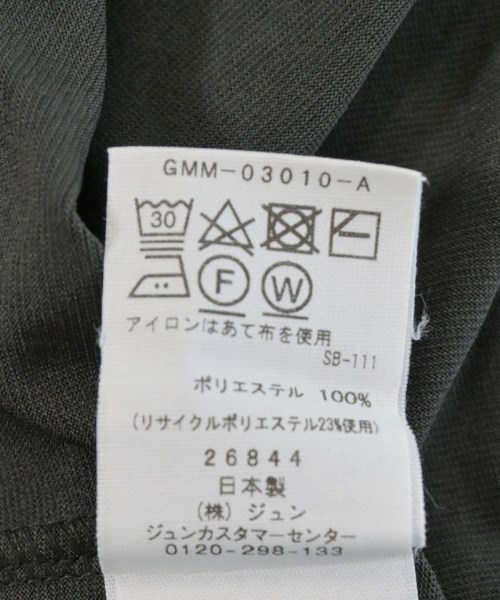 GMM-03010-A
30
F W
アイロンはあて布を使用
SB-111
ポリエステル 100%
(リサイクルポリエステル23%使用)
26844
日本製
(株) ジュン
ジュンカスタマーセンター
0120-298-133